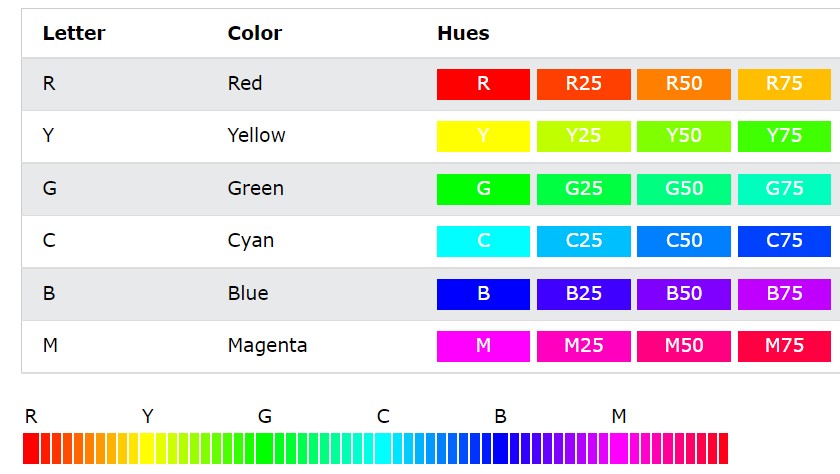 Letter Color Hues
R Red R R25 R50 R75
Y Yellow Y Y25 Y50 Y75
G Green G G25 G50 G75
C Cyan C C25 C50 C75
B Blue B B25 B50 B75
M Magenta M M25 M50 M75
R Y G C B M